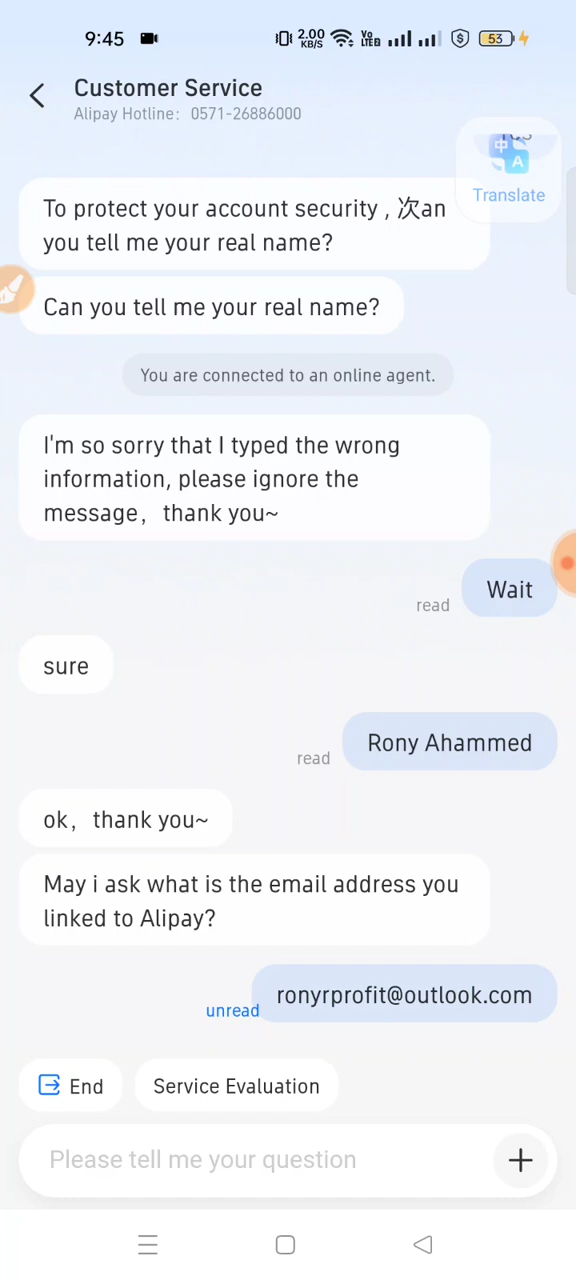 9:45
2.00
KB/S
Vo
LTE2
53
Customer Service
Alipay Hotline: 0571-26886000
中
A
Translate
To protect your account security , 次an
you tell me your real name?
Can you tell me your real name?
You are connected to an online agent.
I'm so sorry that I typed the wrong
information, please ignore the
message, thank you~
Wait
read
sure
Rony Ahammed
read
ok, thank you~
May i ask what is the email address you
linked to Alipay?
ronyrprofit@outlook.com
unread
End
Service Evaluation
Please tell me your question